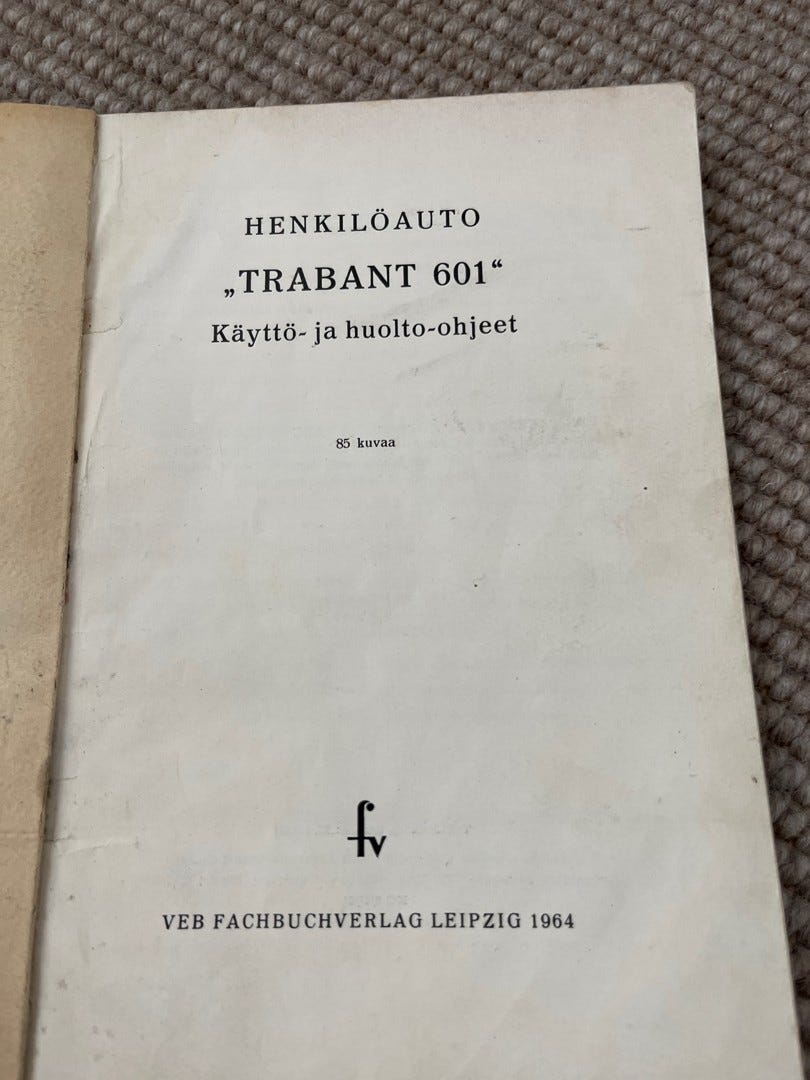 HENKILÖAUTO
„TRABANT 601“
Käyttö- ja huolto-ohjeet
85 kuvaa
fv
VEB FACHBUCHVERLAG LEIPZIG 1964